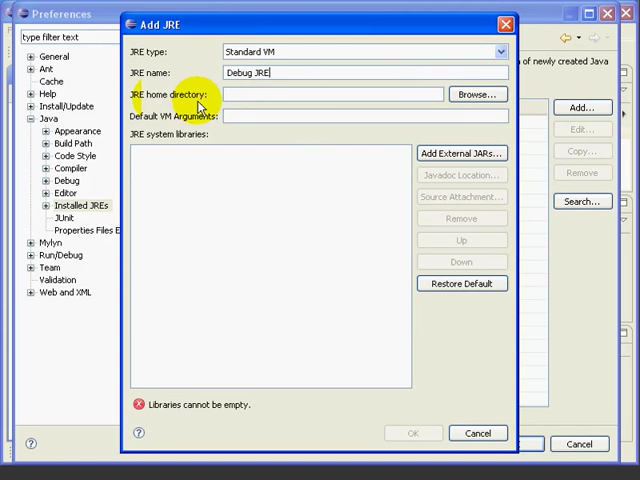 Preferences
type filter text
General
Ant
Cache
Help
Install/Update
Java
Appearance
Build Path
Code Style
Compiler
Debug
Editor
Installed JREs
JUnit
Properties Files E
Mylyn
Run/Debug
Team
Validation
Web and XML
Add JRE
JRE type:
Standard VM
JRE name:
Debug JRE
JRE home directory:
Browse...
Default VM Arguments:
JRE system libraries:
Add External JARs...
Javadoc Location...
Source Attachment...
Remove
Up
Down
Restore Default
Libraries cannot be empty.
OK
Cancel
of newly created Java
Add...
Edit...
Copy...
Remove
Search...
Cancel